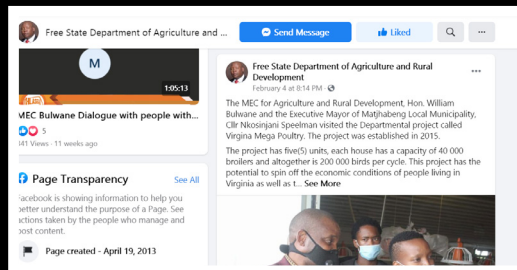 Free State Department of Agriculture and ...
Send Message
Liked
M
1:05:13
MEC Bulwane Dialogue with people with...
5
341 Views · 11 weeks ago
Page Transparency
See All
Facebook is showing information to help you
better understand the purpose of a Page. See
actions taken by the people who manage and
post content.
Page created - April 19, 2013
Free State Department of Agriculture and Rural
Development
February 4 at 8:14 PM ·
The MEC for Agriculture and Rural Development, Hon. William
Bulwane and the Executive Mayor of Matjhabeng Local Municipality,
Cllr Nkosinjani Speelman visited the Departmental project called
Virginia Mega Poultry. The project was established in 2015.
The project has five(5) units, each house has a capacity of 40 000
broilers and altogether is 200 000 birds per cycle. This project has the
potential to spin off the economic conditions of people living in
Virginia as well as t... See More